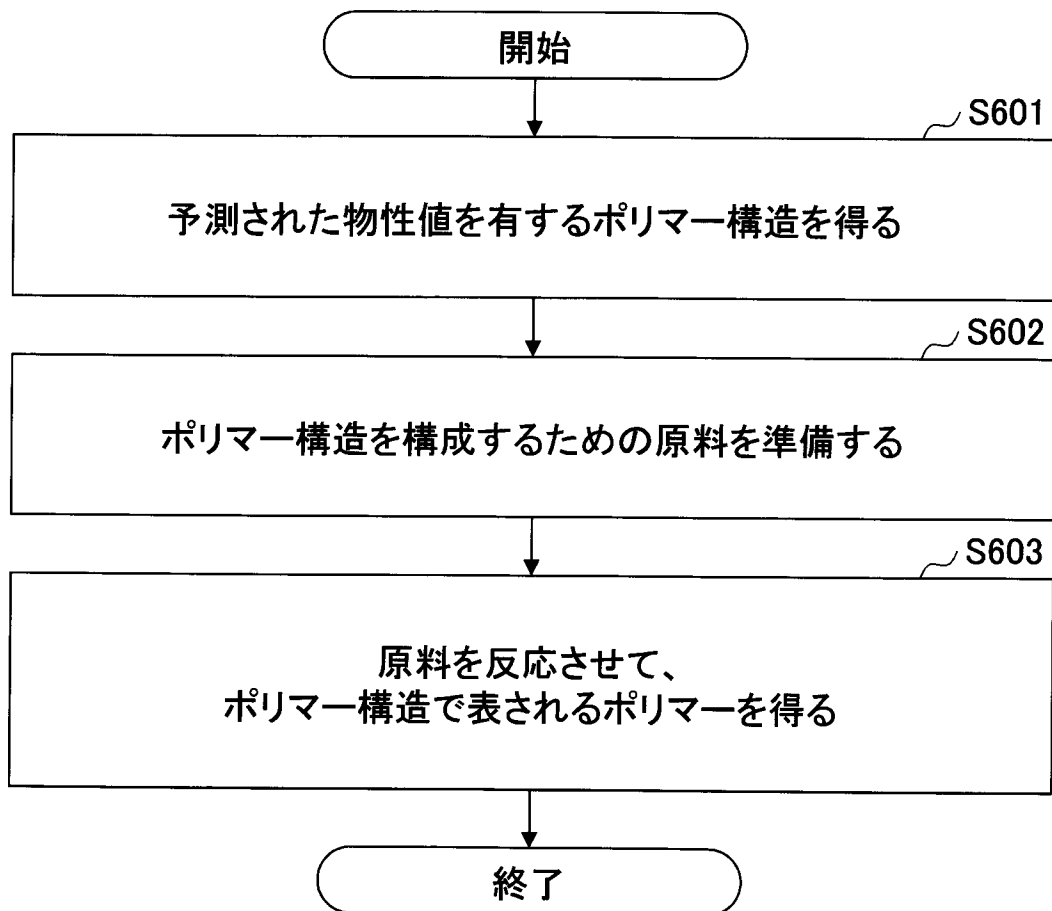 開始
S601
予測された物性値を有するポリマー構造を得る
S602
ポリマー構造を構成するための原料を準備する
S603
原料を反応させて、
ポリマー構造で表されるポリマーを得る
終了